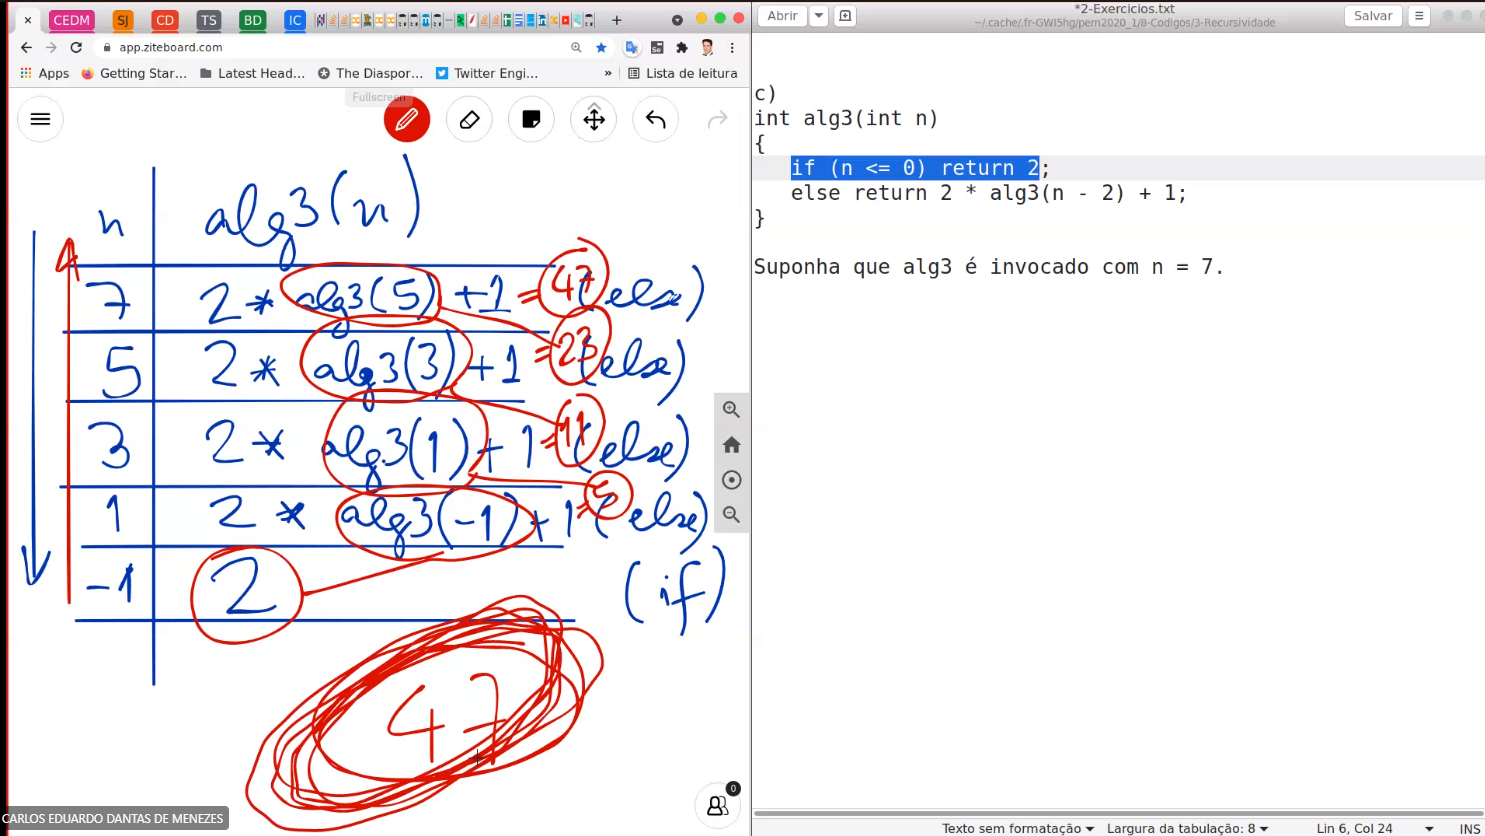 CEDM SJ CD TS BD IC
app.ziteboard.com
Apps Getting Star... Latest Head... The Diaspor... Twitter Engi... » Lista de leitura
Fullscreen
n alg3(n)
7 2 * alg3(5) +1 = 47 (else)
5 2 * alg3(3) +1 = 23 (else)
3 2 * alg3(1) + 1 = 11 (else)
1 2 * alg3(-1) + 1 = 5 (else)
-1 2 (if)
47
0
CARLOS EDUARDO DANTAS DE MENEZES
Abrir
*2-Exercicios.txt
~/.cache/.fr-GWI5hg/pem2020_1/8-Codigos/3-Recursividade
Salvar
c)
int alg3(int n)
{
if (n <= 0) return 2;
else return 2 * alg3(n - 2) + 1;
}
Suponha que alg3 é invocado com n = 7.
Texto sem formatação Largura da tabulação: 8 Lin 6, Col 24 INS